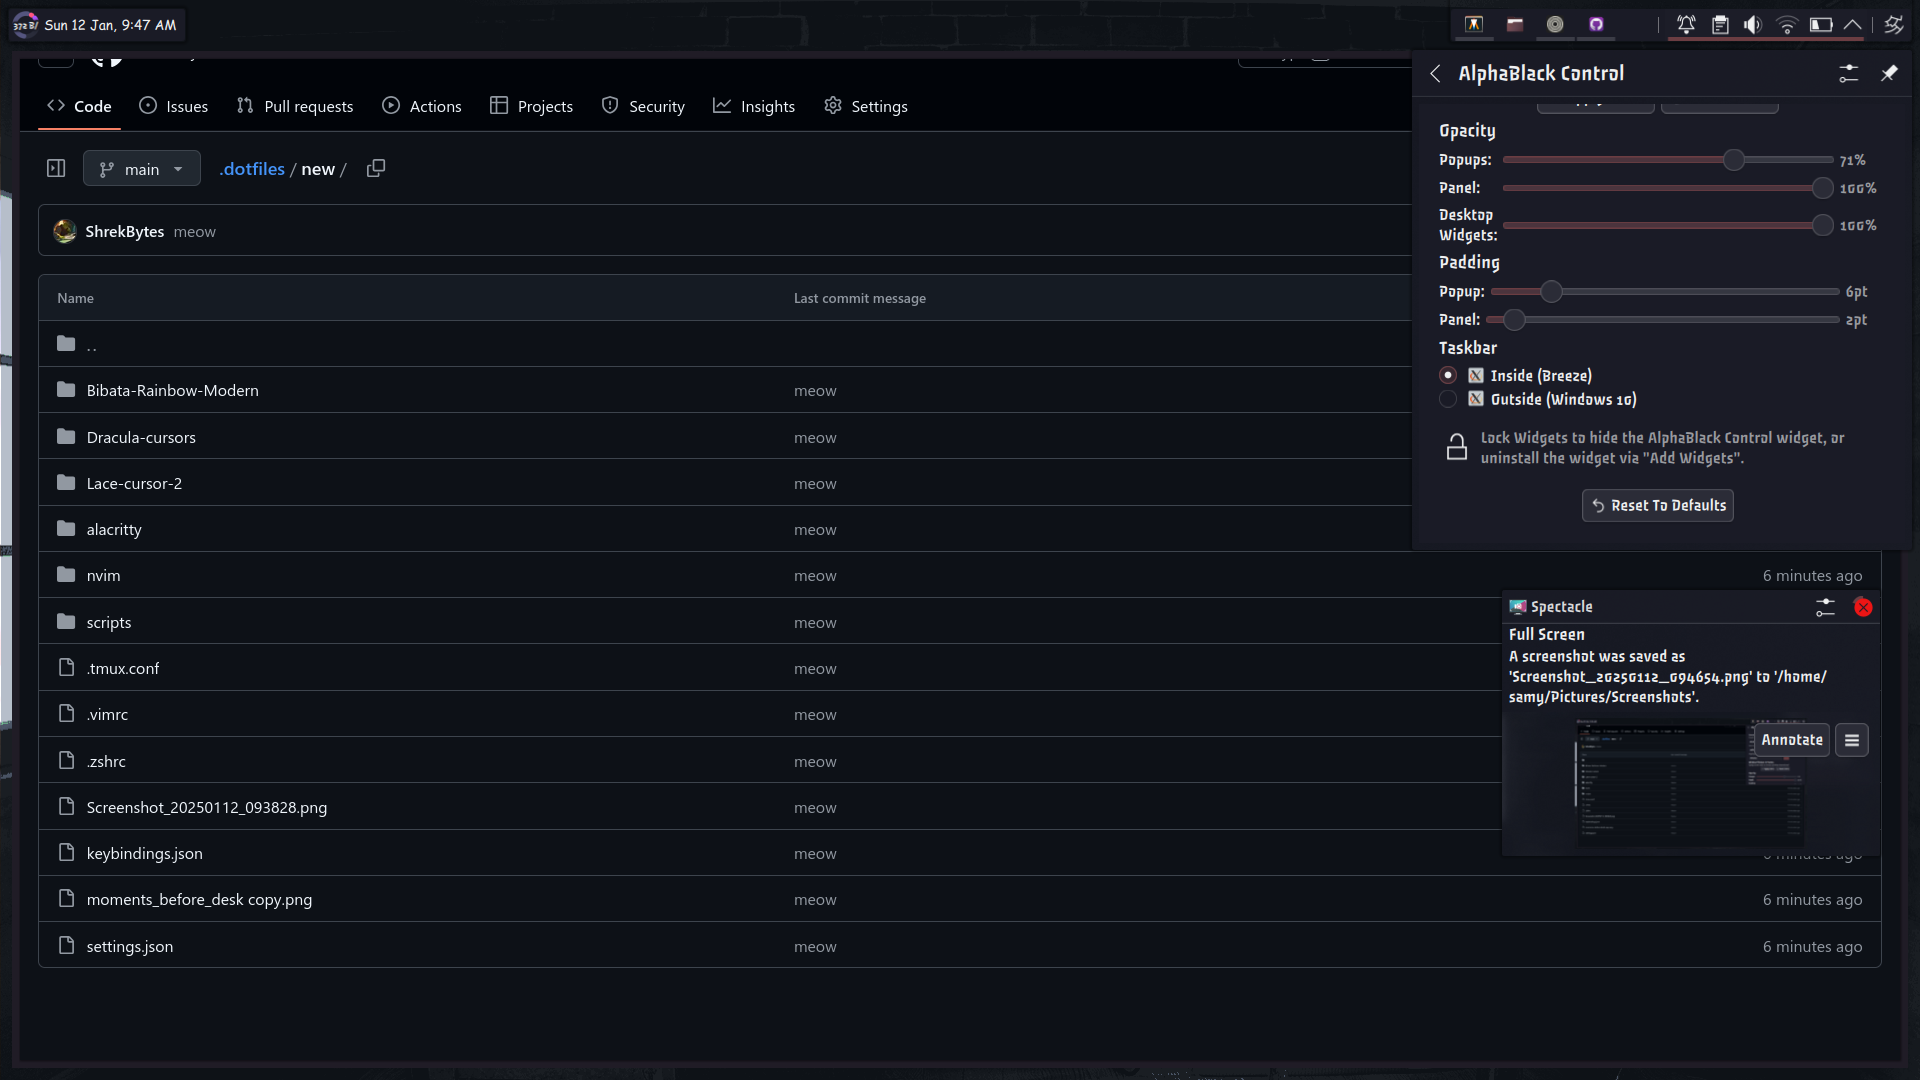 Sun 12 Jan, 9:47 AM
Code
Issues
Pull requests
Actions
Projects
Security
Insights
Settings
main
.dotfiles / new /
ShrekBytes meow
Name Last commit message
..
Bibata-Rainbow-Modern meow
Dracula-cursors meow
Lace-cursor-2 meow
alacritty meow
nvim meow 6 minutes ago
scripts meow
.tmux.conf meow
.vimrc meow
.zshrc meow
Screenshot_20250112_093828.png meow
keybindings.json meow 6 minutes ago
moments_before_desk copy.png meow 6 minutes ago
settings.json meow 6 minutes ago
AlphaBlack Control
Opacity
Popups: 71%
Panel: 100%
Desktop
Widgets: 100%
Padding
Popup: 6pt
Panel: 2pt
Taskbar
Inside (Breeze)
Outside (Windows 10)
Lock Widgets to hide the AlphaBlack Control widget, or
uninstall the widget via "Add Widgets".
Reset To Defaults
Spectacle
Full Screen
A screenshot was saved as
'Screenshot_20250112_094654.png' to '/home/
samy/Pictures/Screenshots'.
Annotate